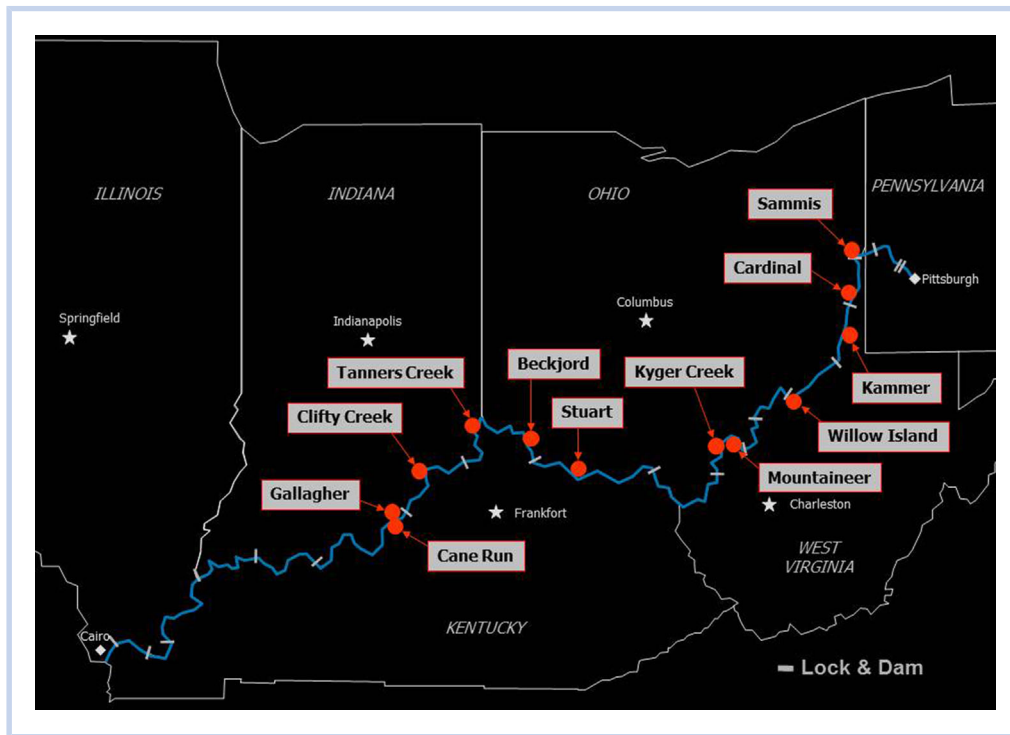 ILLINOIS
INDIANA
OHIO
PENNSYLVANIA
Sammis
Cardinal
Pittsburgh
Columbus
Springfield
Indianapolis
Tanners Creek
Beckjord
Kyger Creek
Kammer
Clifty Creek
Stuart
Willow Island
Mountaineer
Gallagher
Frankfort
Charleston
Cane Run
WEST
VIRGINIA
KENTUCKY
Cairo
Lock & Dam